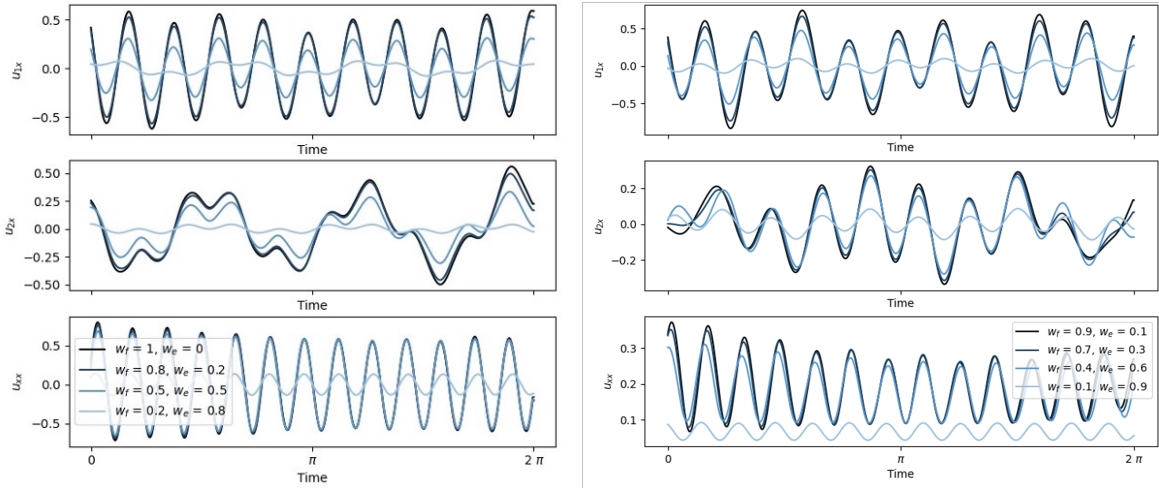 0.5
0.0
−0.5
u1x
Time
0.50
0.25
0.00
−0.25
−0.50
u2x
Time
0.5
0.0
−0.5
uxx
wf = 1, we = 0
wf = 0.8, we = 0.2
wf = 0.5, we = 0.5
wf = 0.2, we = 0.8
0
π
2 π
Time
0.5
0.0
−0.5
u1x
Time
0.2
0.0
−0.2
u2x
Time
0.3
0.2
0.1
uxx
wf = 0.9, we = 0.1
wf = 0.7, we = 0.3
wf = 0.4, we = 0.6
wf = 0.1, we = 0.9
0
π
2 π
Time